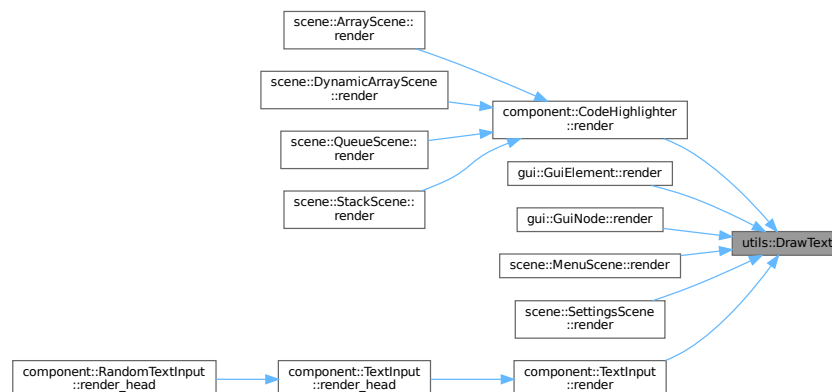 scene::ArrayScene::
render
scene::DynamicArrayScene
::render
component::CodeHighlighter
::render
scene::QueueScene::
render
gui::GuiElement::render
scene::StackScene::
render
gui::GuiNode::render
utils::DrawText
scene::MenuScene::render
scene::SettingsScene
::render
component::RandomTextInput
::render_head
component::TextInput
::render_head
component::TextInput
::render